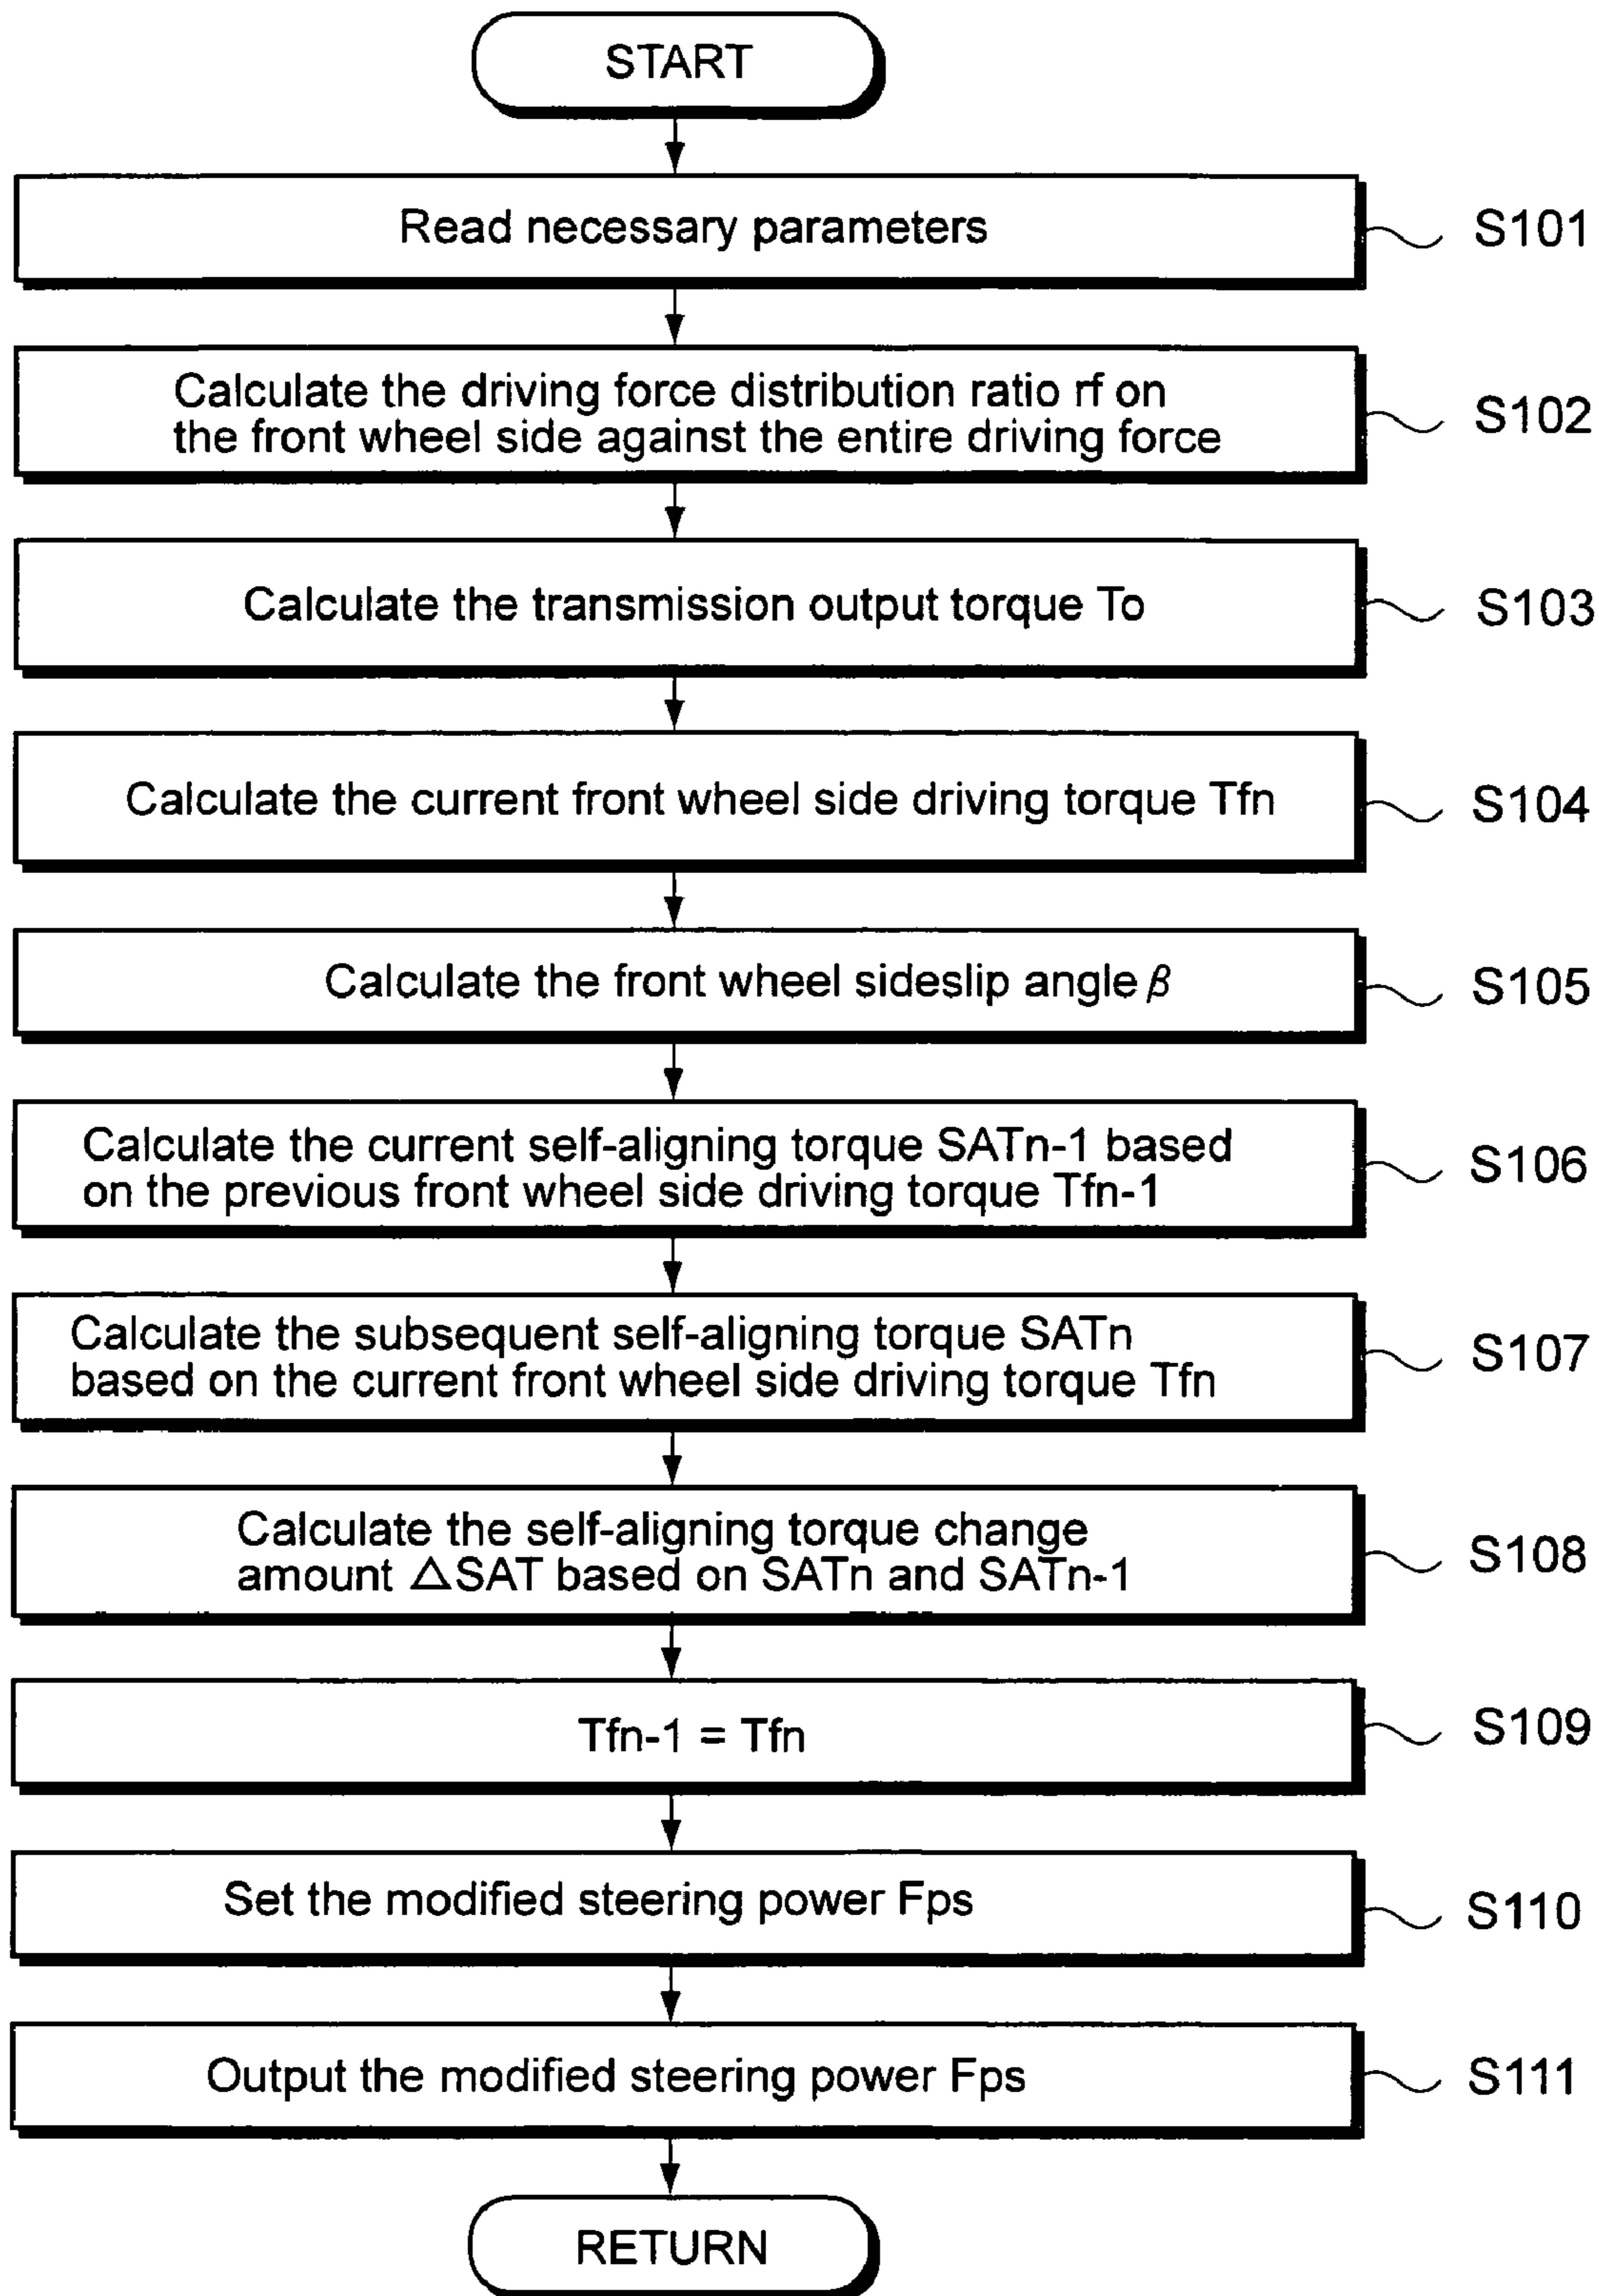 START
Read necessary parameters
S101
Calculate the driving force distribution ratio rf on
the front wheel side against the entire driving force
S102
Calculate the transmission output torque To
S103
Calculate the current front wheel side driving torque Tfn
S104
Calculate the front wheel sideslip angle β
S105
Calculate the current self-aligning torque SATn-1 based
on the previous front wheel side driving torque Tfn-1
S106
Calculate the subsequent self-aligning torque SATn
based on the current front wheel side driving torque Tfn
S107
Calculate the self-aligning torque change
amount △SAT based on SATn and SATn-1
S108
Tfn-1 = Tfn
S109
Set the modified steering power Fps
S110
Output the modified steering power Fps
S111
RETURN